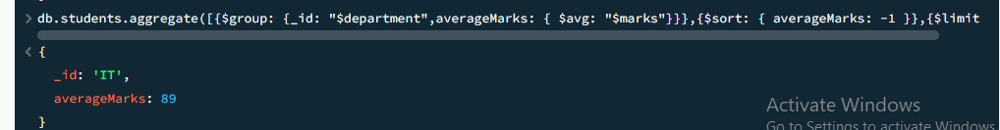 > db.students.aggregate([{$group: {_id: "$department",averageMarks: { $avg: "$marks"}}},{$sort: { averageMarks: -1 }},{$limit
< {
_id: 'IT',
averageMarks: 89
}
Activate Windows
Go to Settings to activate Windows